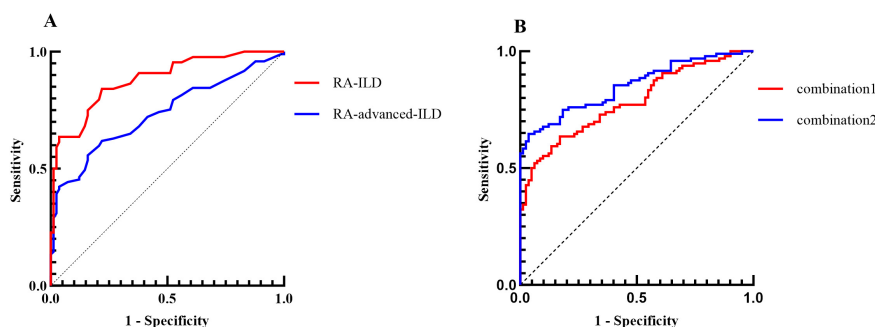 A
1.0
0.5
0.0
0.0
0.5
1.0
Sensitivity
1 - Specificity
RA-ILD
RA-advanced-ILD
B
1.0
0.5
0.0
0.0
0.5
1.0
Sensitivity
1 - Specificity
combination1
combination2